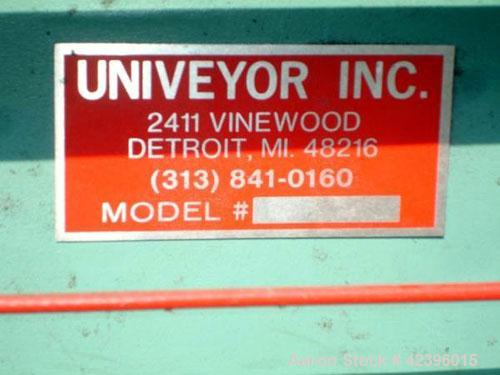 UNIVEYOR INC.
2411 VINEWOOD
DETROIT, MI. 48216
(313) 841-0160
MODEL #
Aaron Stock # 42396015